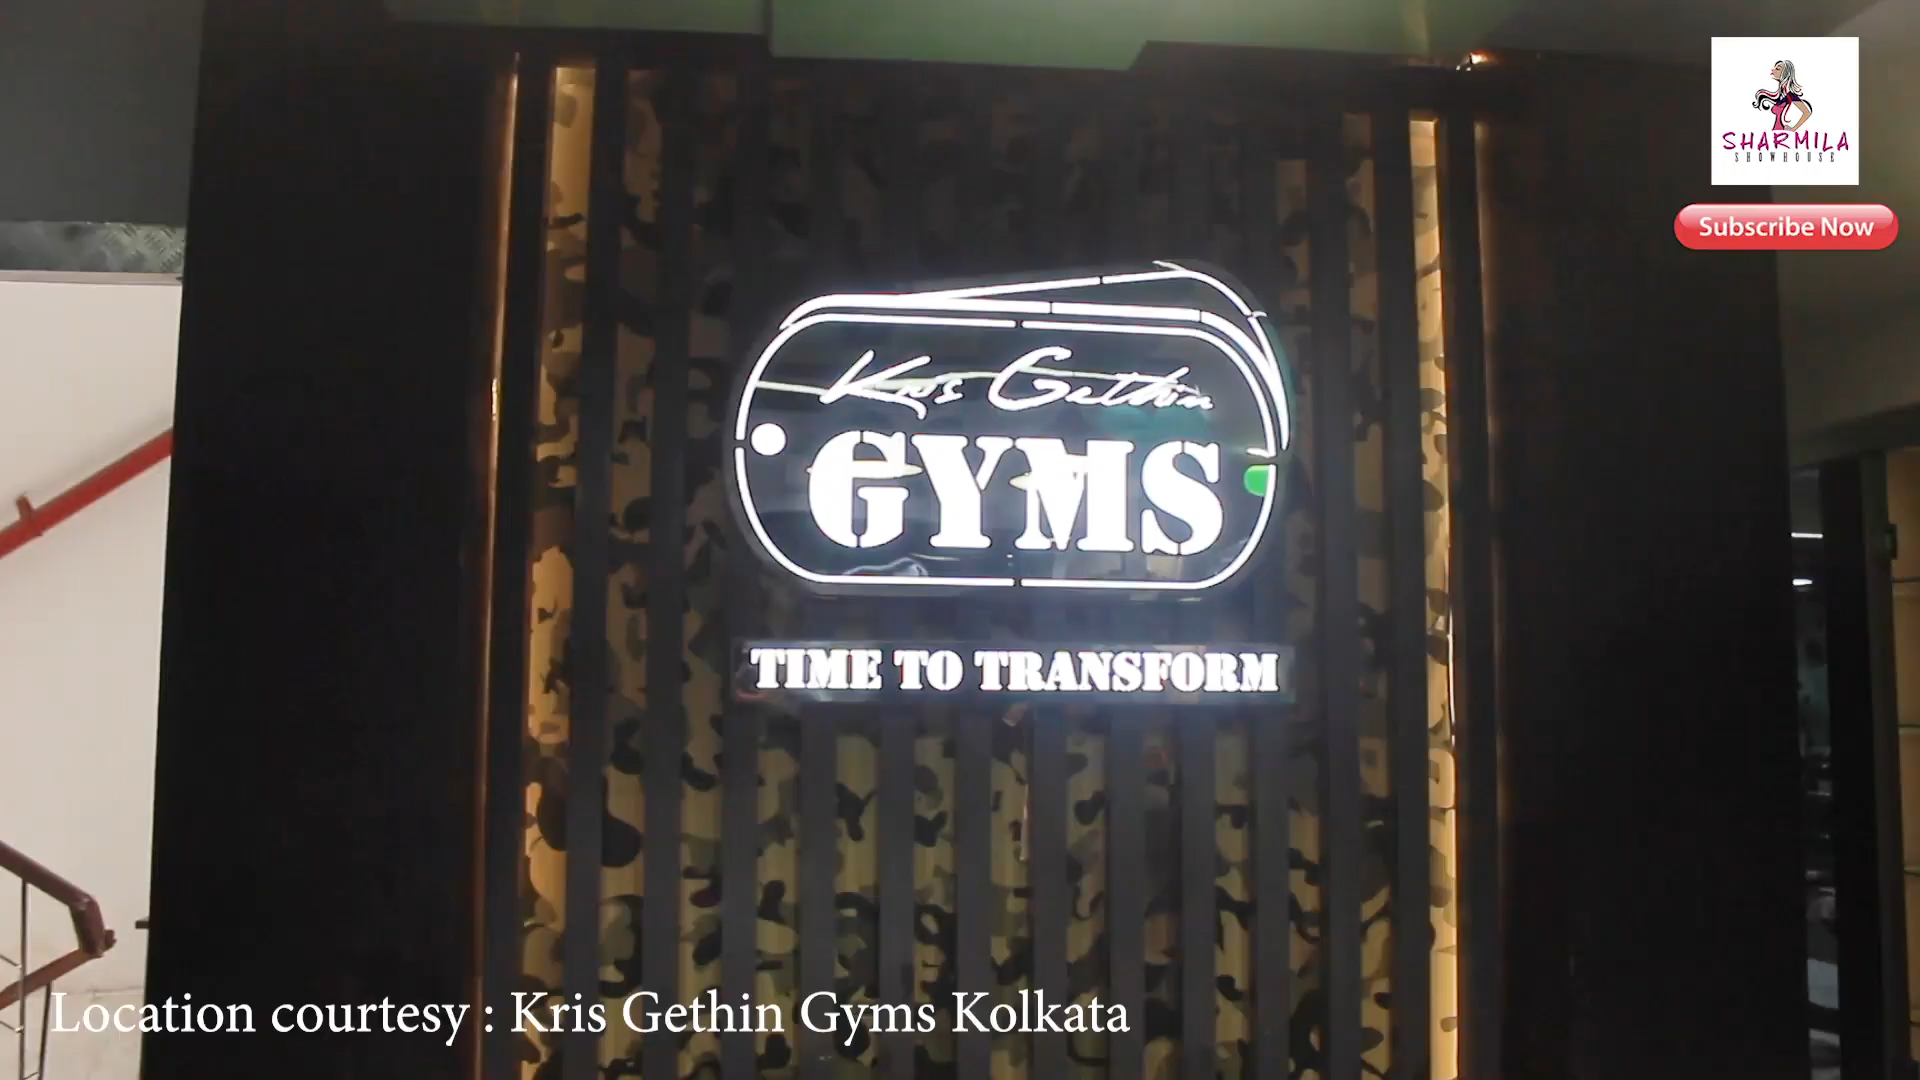 SHARMILA
SHOWHOUSE
Subscribe Now
Kris Gethin
GYMS
TIME TO TRANSFORM
Location courtesy : Kris Gethin Gyms Kolkata